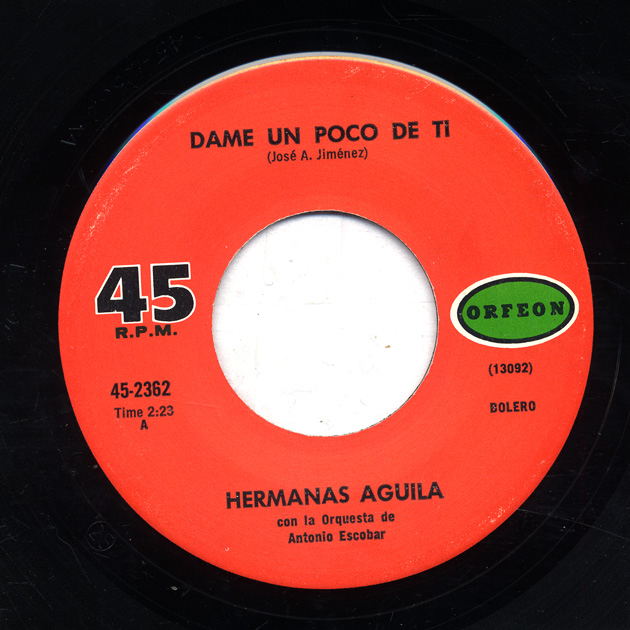 DAME UN POCO DE TI
(José A. Jiménez)
45
R.P.M.
ORFEON
45-2362
Time 2:23
A
(13092)
BOLERO
HERMANAS AGUILA
con la Orquesta de
Antonio Escobar